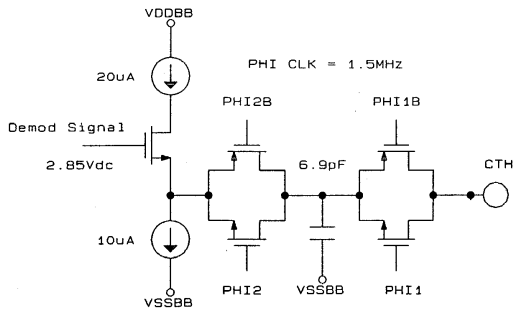 VDDBB
20uA
PHI CLK = 1.5MHz
PHI2B
PHI1B
Demod Signal
2.85Vdc
6.9pF
CTH
10uA
VSSBB
PHI2
VSSBB
PHI1